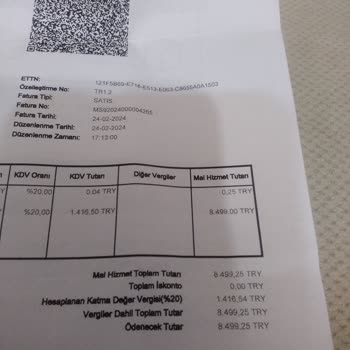 ETTN:
Özelleştirme No: TR1.2
Fatura Tipi: SATIS
Fatura No:
Fatura Tarihi: 24-02-2024
Düzenlenme Tarihi: 24-02-2024
Düzenlenme Zamanı: 17:13:00
KDV Oranı KDV Tutarı Diğer Vergiler Mal Hizmet Tutarı
%20,00 0,04 TRY 0,25 TRY
%20,00 1.416,50 TRY 8.499,00 TRY
Mal Hizmet Toplam Tutarı 8.499,25 TRY
Toplam İskonto 0,00 TRY
Hesaplanan Katma Değer Vergisi(%20) 1.416,54 TRY
Vergiler Dahil Toplam Tutar 8.499,25 TRY
Ödenecek Tutar 8.499,25 TRY